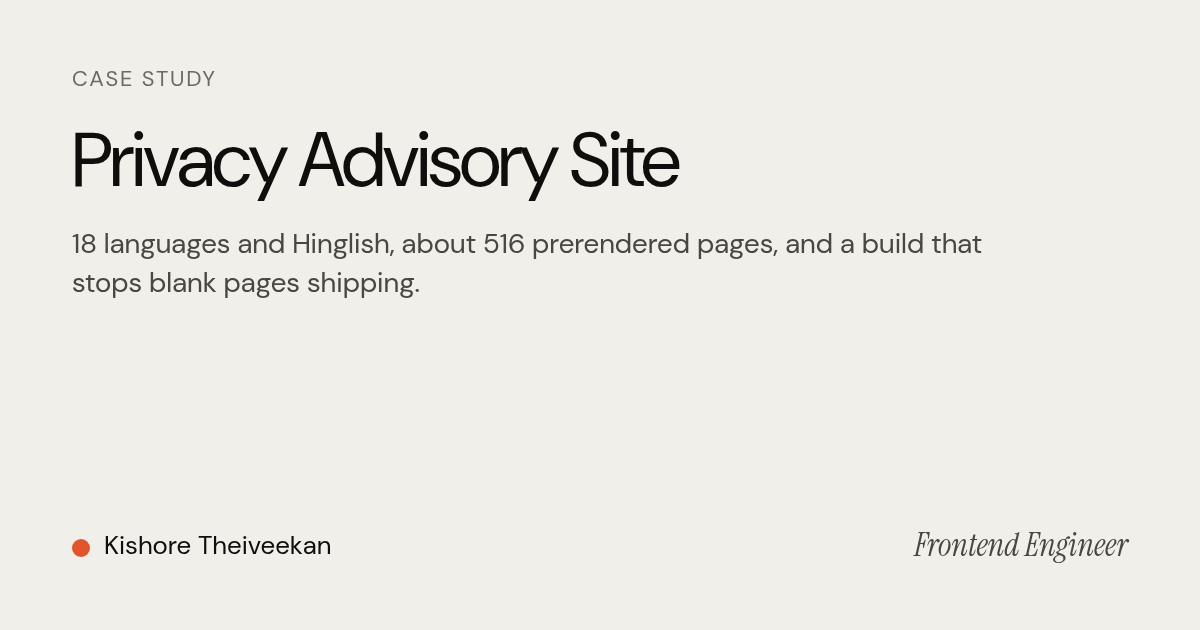 CASE STUDY
Privacy Advisory Site
18 languages and Hinglish, about 516 prerendered pages, and a build that
stops blank pages shipping.
Kishore Theiveekan
Frontend Engineer